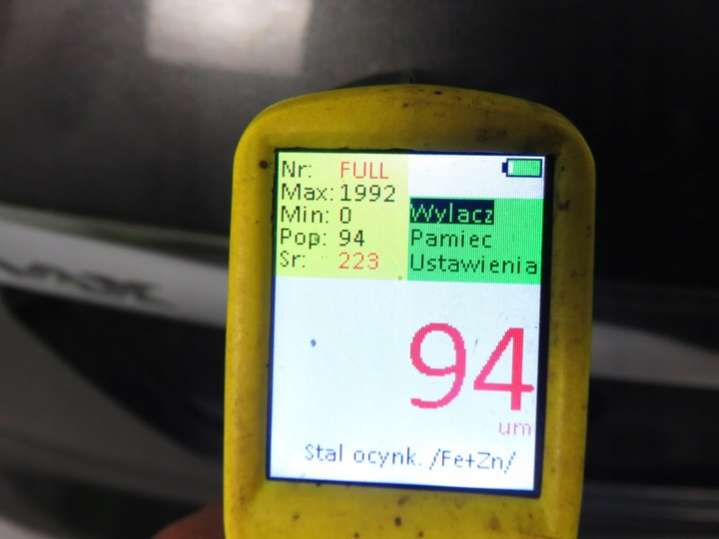 Nr: FULL
Max: 1992
Min: 0
Pop: 94
Sr: 223
Wylacz
Pamiec
Ustawienia
94
um
Stal ocynk. /Fe+Zn/